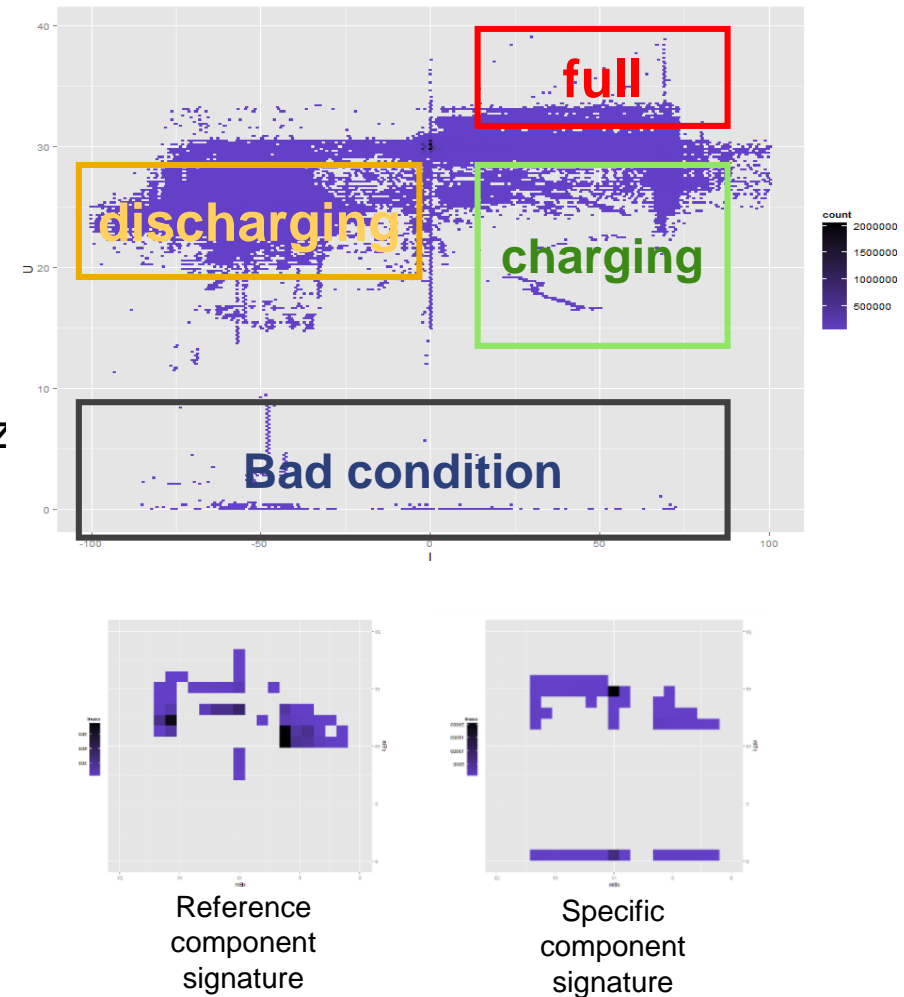 40
full
30
discharging
charging
count
2000000
1500000
1000000
500000
U
20
10
Bad condition
0
-100
-50
0
50
100
I
Reference
component
signature
Specific
component
signature